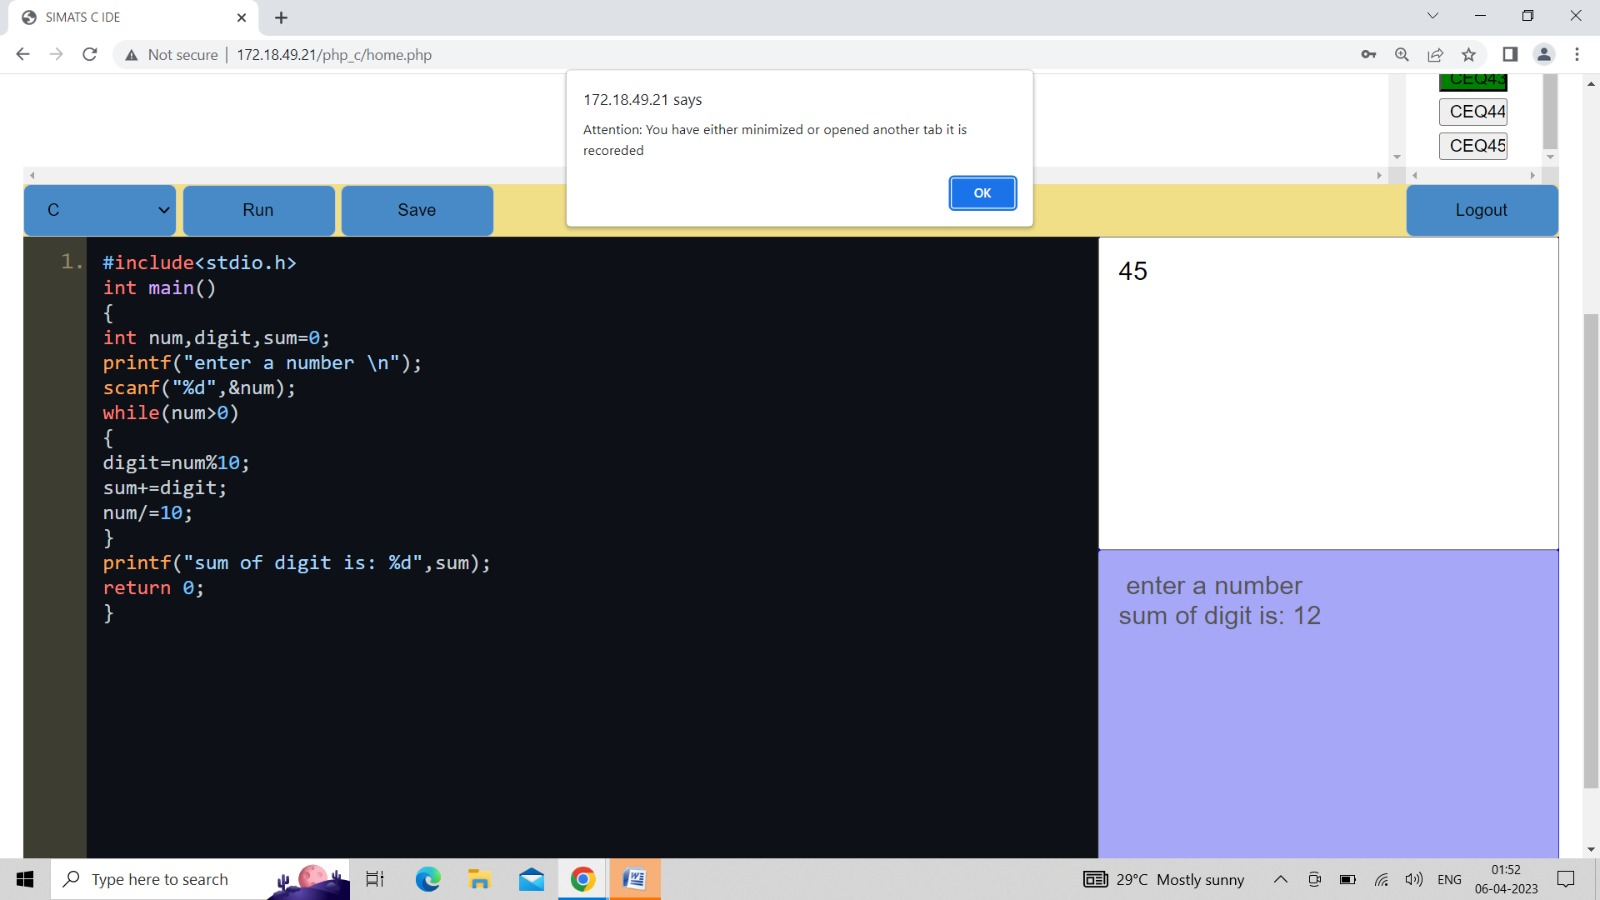 SIMATS C IDE
Not secure | 172.18.49.21/php_c/home.php
172.18.49.21 says
Attention: You have either minimized or opened another tab it is
recoreded
OK
CEQ43
CEQ44
CEQ45
C
Run
Save
Logout
1.
#include<stdio.h>
int main()
{
int num,digit,sum=0;
printf("enter a number \n");
scanf("%d",&num);
while(num>0)
{
digit=num%10;
sum+=digit;
num/=10;
}
printf("sum of digit is: %d",sum);
return 0;
}
45
enter a number
sum of digit is: 12
Type here to search
29°C Mostly sunny
ENG
01:52
06-04-2023